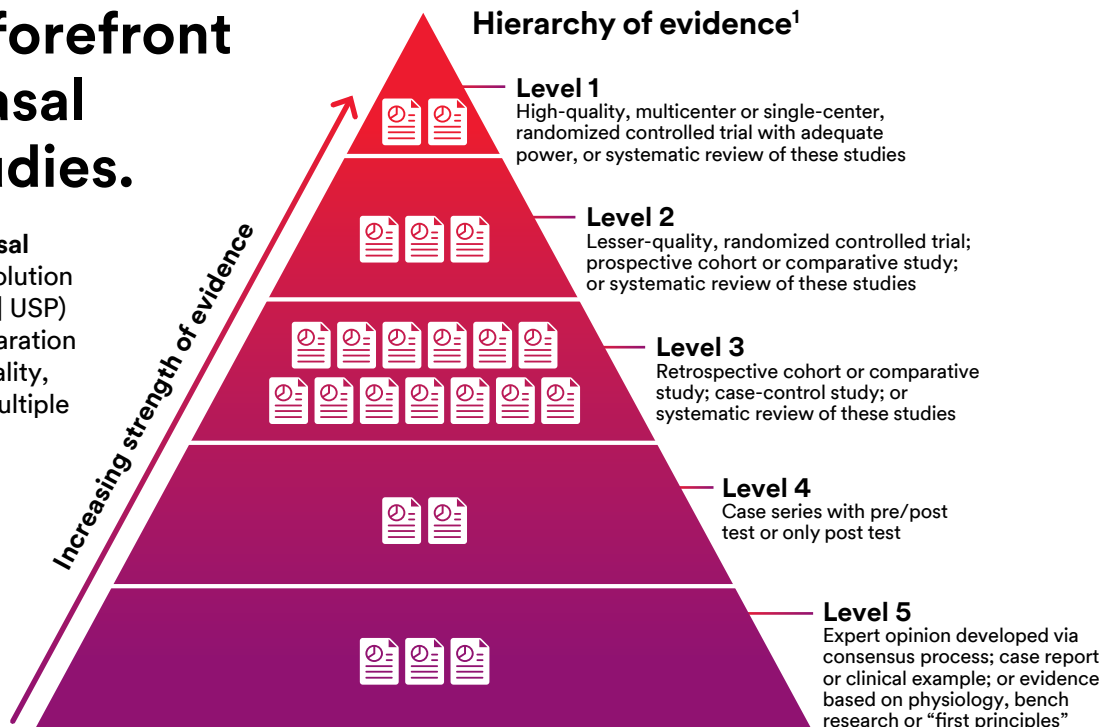 forefront
asal
udies.
sal
olution
USP)
aration
ality,
ultiple
Increasing strength of evidence
Hierarchy of evidence1
Level 1
High-quality, multicenter or single-center,
randomized controlled trial with adequate
power, or systematic review of these studies
Level 2
Lesser-quality, randomized controlled trial;
prospective cohort or comparative study;
or systematic review of these studies
Level 3
Retrospective cohort or comparative
study; case-control study; or
systematic review of these studies
Level 4
Case series with pre/post
test or only post test
Level 5
Expert opinion developed via
consensus process; case report
or clinical example; or evidence
based on physiology, bench
research or “first principles”